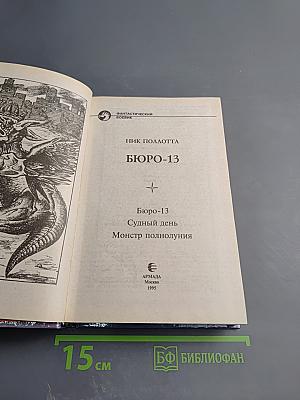 ФАНТАСТИЧЕСКИЙ
БОЕВИК
НИК ПОЛЛОТТА
БЮРО-13
Бюро-13
Судный день
Монстр полнолуния
АРМАДА
Москва
1995
15 см
БФ БИБЛИОФАН